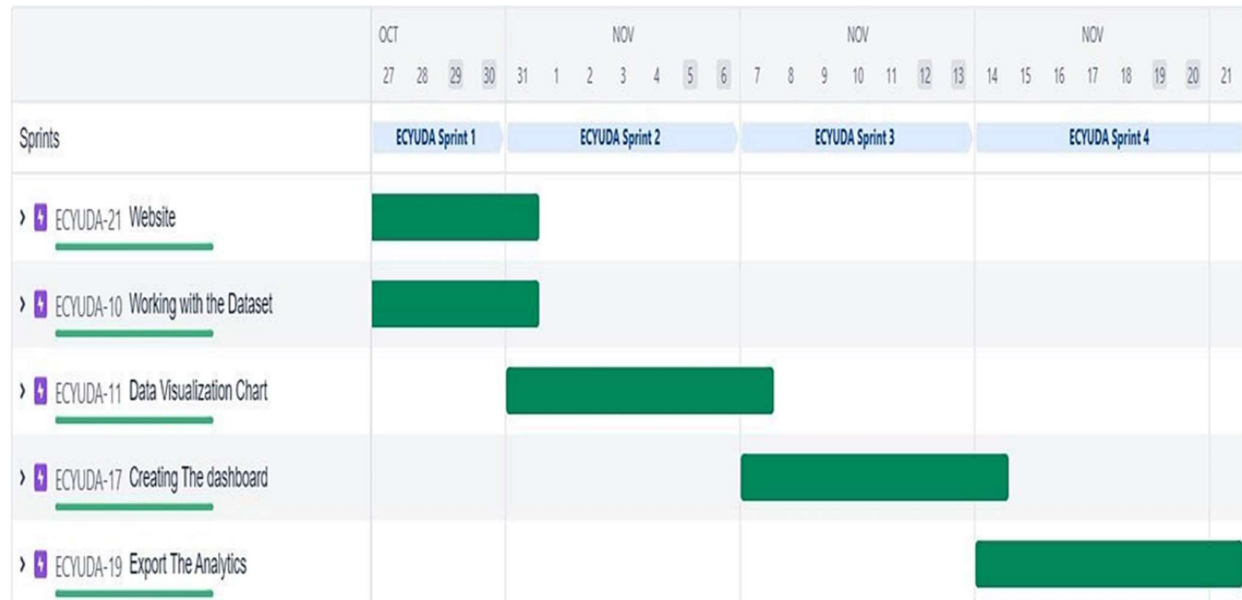 OCT NOV NOV NOV
27 28 29 30 31 1 2 3 4 5 6 7 8 9 10 11 12 13 14 15 16 17 18 19 20 21
Sprints ECYUDA Sprint 1 ECYUDA Sprint 2 ECYUDA Sprint 3 ECYUDA Sprint 4
ECYUDA-21 Website
ECYUDA-10 Working with the Dataset
ECYUDA-11 Data Visualization Chart
ECYUDA-17 Creating The dashboard
ECYUDA-19 Export The Analytics